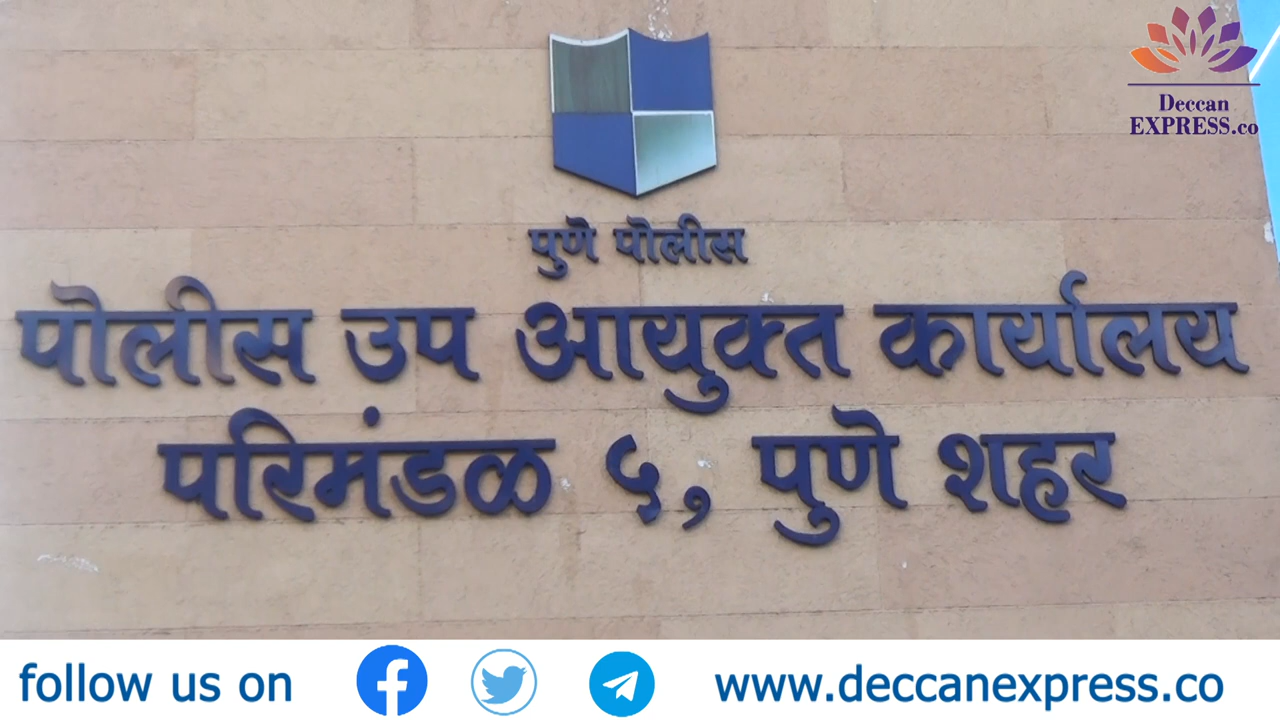 Deccan
EXPRESS.co
पुणे पोलीस
पोलीस उप आयुक्त कार्यालय
परिमंडळ ५, पुणे शहर
follow us on www.deccanexpress.co